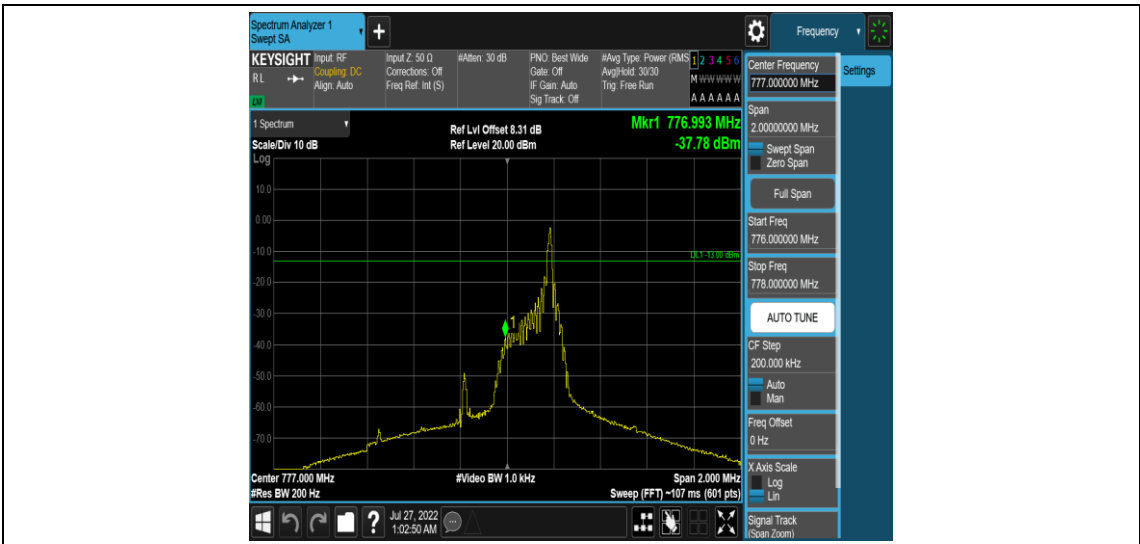 Spectrum Analyzer 1
Swept SA
+
Frequency
KEYSIGHT
RL
LXI
Input: RF
Coupling: DC
Align: Auto
Input Z: 50 Ω
Corrections: Off
Freq Ref: Int (S)
#Atten: 30 dB
PNO: Best Wide
Gate: Off
IF Gain: Auto
Sig Track: Off
#Avg Type: Power (RMS
Avg|Hold: 30/30
Trig: Free Run
1 2 3 4 5 6
M W W W W W
A A A A A A
1 Spectrum
Scale/Div 10 dB
Log
Ref Lvl Offset 8.31 dB
Ref Level 20.00 dBm
Mkr1 776.993 MHz
-37.78 dBm
10.0
0.00
-10.0
-20.0
-30.0
-40.0
-50.0
-60.0
-70.0
DL1 -13.00 dBm
1
Center 777.000 MHz
#Res BW 200 Hz
#Video BW 1.0 kHz
Span 2.000 MHz
Sweep (FFT) ~107 ms (601 pts)
?
Jul 27, 2022
1:02:50 AM
Center Frequency
777.000000 MHz
Settings
Span
2.00000000 MHz
Swept Span
Zero Span
Full Span
Start Freq
776.000000 MHz
Stop Freq
778.000000 MHz
AUTO TUNE
CF Step
200.000 kHz
Auto
Man
Freq Offset
0 Hz
X Axis Scale
Log
Lin
Signal Track
(Span Zoom)